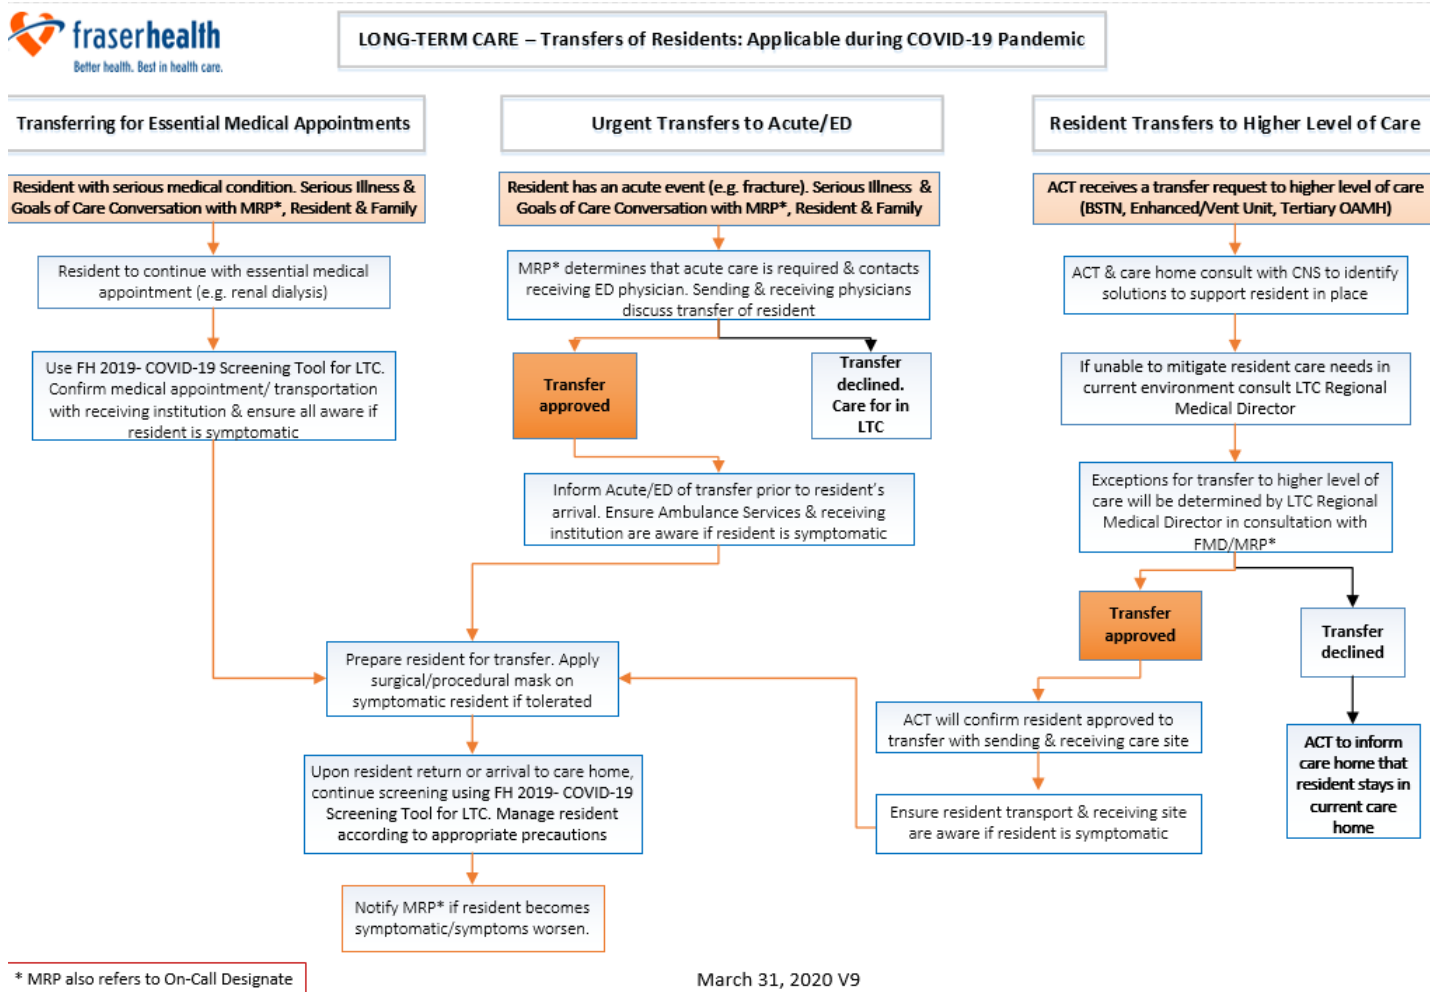 fraserhealth
Better health. Best in health care.
LONG-TERM CARE – Transfers of Residents: Applicable during COVID-19 Pandemic
Transferring for Essential Medical Appointments
Resident with serious medical condition. Serious Illness &
Goals of Care Conversation with MRP*, Resident & Family
Resident to continue with essential medical
appointment (e.g. renal dialysis)
Use FH 2019- COVID-19 Screening Tool for LTC.
Confirm medical appointment/ transportation
with receiving institution & ensure all aware if
resident is symptomatic
Urgent Transfers to Acute/ED
Resident has an acute event (e.g. fracture). Serious Illness &
Goals of Care Conversation with MRP*, Resident & Family
MRP* determines that acute care is required & contacts
receiving ED physician. Sending & receiving physicians
discuss transfer of resident
Transfer
approved
Transfer
declined.
Care for in
LTC
Inform Acute/ED of transfer prior to resident's
arrival. Ensure Ambulance Services & receiving
institution are aware if resident is symptomatic
Resident Transfers to Higher Level of Care
ACT receives a transfer request to higher level of care
(BSTN, Enhanced/Vent Unit, Tertiary OAMH)
ACT & care home consult with CNS to identify
solutions to support resident in place
If unable to mitigate resident care needs in
current environment consult LTC Regional
Medical Director
Exceptions for transfer to higher level of
care will be determined by LTC Regional
Medical Director in consultation with
FMD/MRP*
Transfer
approved
Transfer
declined
ACT will confirm resident approved to
transfer with sending & receiving care site
ACT to inform
care home that
resident stays in
current care
home
Ensure resident transport & receiving site
are aware if resident is symptomatic
Prepare resident for transfer. Apply
surgical/procedural mask on
symptomatic resident if tolerated
Upon resident return or arrival to care home,
continue screening using FH 2019- COVID-19
Screening Tool for LTC. Manage resident
according to appropriate precautions
Notify MRP* if resident becomes
symptomatic/symptoms worsen.
* MRP also refers to On-Call Designate
March 31, 2020 V9